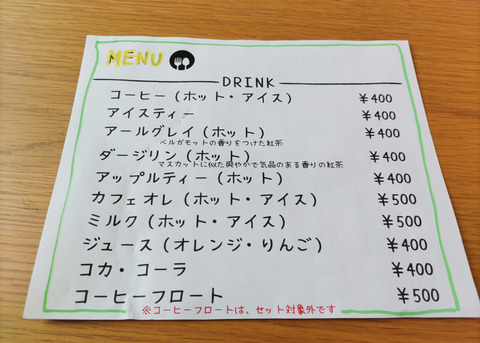 MENU
DRINK
コーヒー（ホット・アイス） ￥400
アイスティー ￥400
アールグレイ（ホット） ￥400
ベルガモットの香りをつけた紅茶
ダージリン（ホット） ￥400
マスカットに似た爽やかで気品のある香りの紅茶
アップルティー（ホット） ￥400
カフェオレ（ホット・アイス） ￥500
ミルク（ホット・アイス） ￥500
ジュース（オレンジ・りんご） ￥400
コカ・コーラ ￥400
コーヒーフロート ￥500
※コーヒーフロートは、セット対象外です